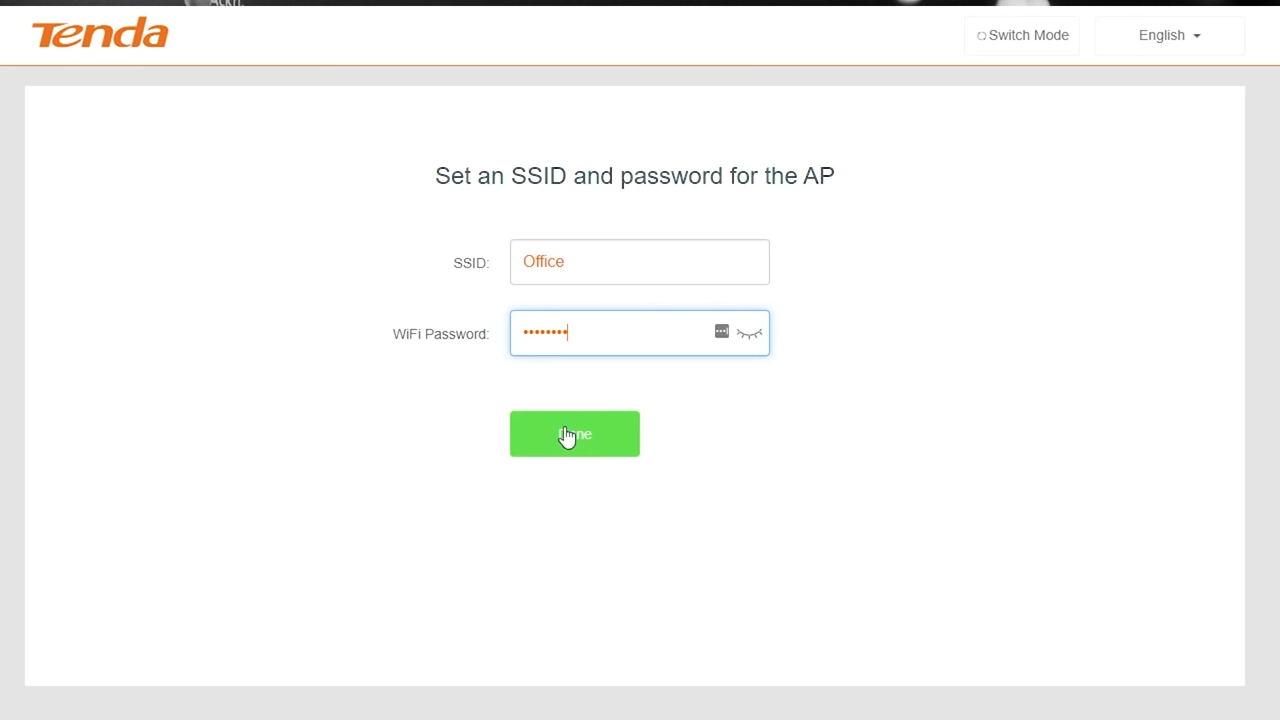 Tenda
Switch Mode
English
Set an SSID and password for the AP
SSID:
Office
WiFi Password:
••••••••